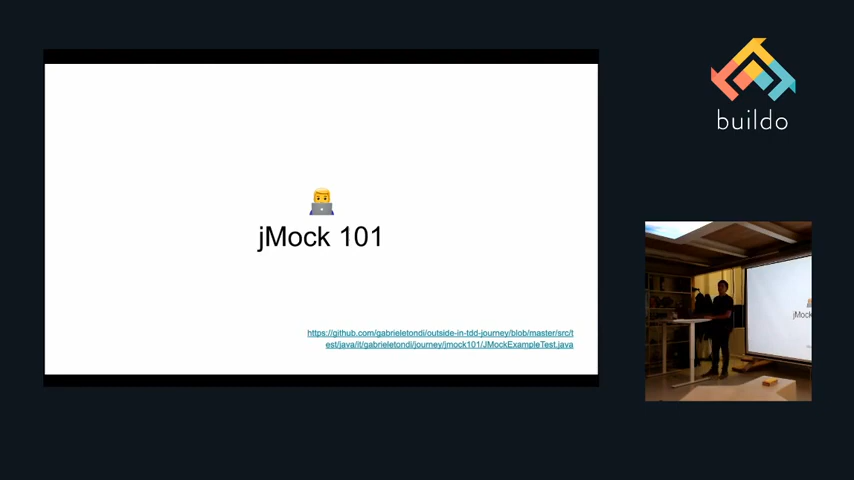 jMock 101
https://github.com/gabrieletondi/outside-in-tdd-journey/blob/master/src/t
est/java/it/gabrieletondi/journey/jmock101/JMockExampleTest.java
buildo
jMock